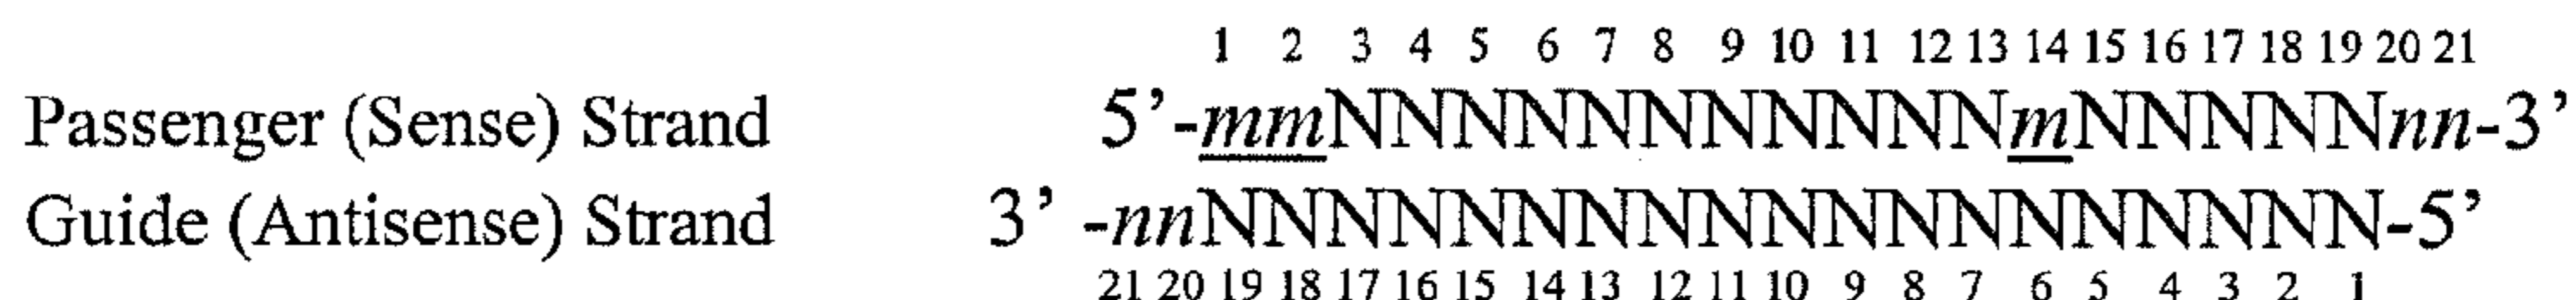 1 2 3 4 5 6 7 8 9 10 11 12 13 14 15 16 17 18 19 20 21
Passenger (Sense) Strand 5’-mmNNNNNNNNNNNmNNNNNnn-3’
Guide (Antisense) Strand 3’ -nnNNNNNNNNNNNNNNNNNNN-5’
21 20 19 18 17 16 15 14 13 12 11 10 9 8 7 6 5 4 3 2 1